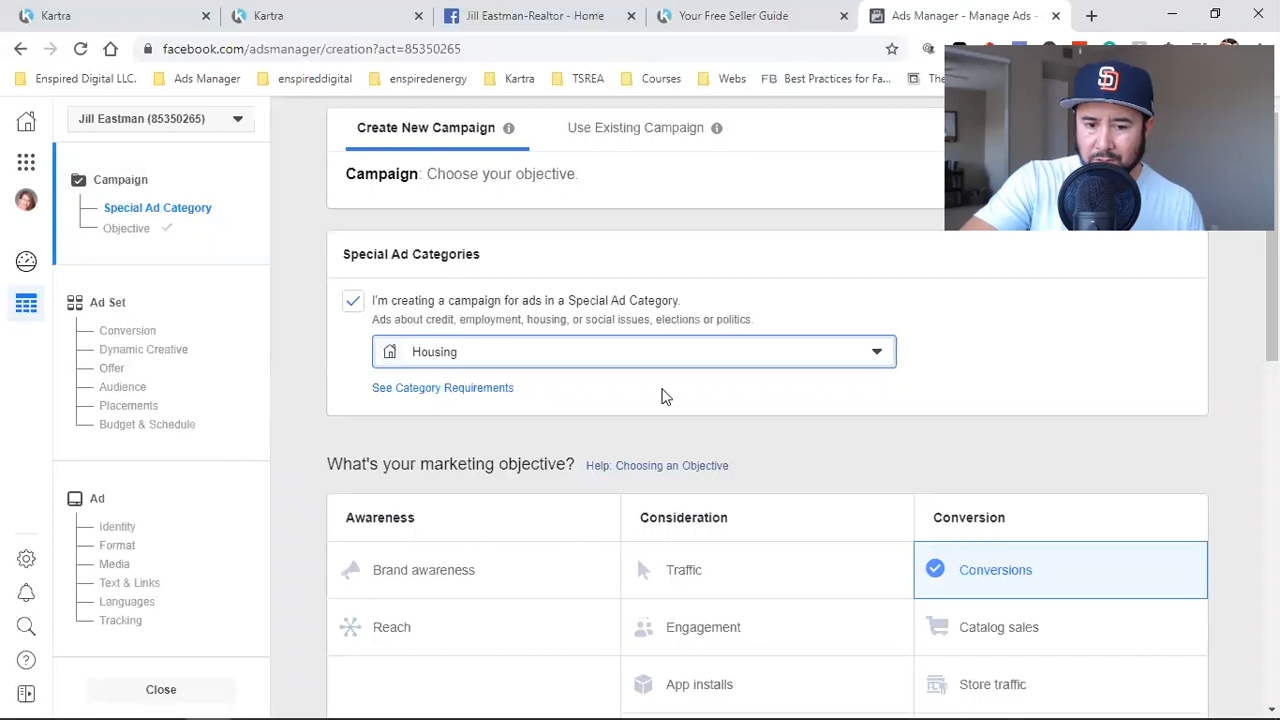 Kartra
Kartra
Jill Eastman-Realtor - Home
Your Free Seller Guide
Ads Manager - Manage Ads -
facebook.com/adsmanager/creation?act=85350265
Enspired Digital LLC.
Ads Manager
enspireddigital
enspiredenergy
Kartra
TSREA
Courses
Webs
FB Best Practices for Fa...
The
SD
Jill Eastman (85350265)
Create New Campaign
Use Existing Campaign
Campaign: Choose your objective.
Campaign
Special Ad Category
Objective
Special Ad Categories
I'm creating a campaign for ads in a Special Ad Category.
Ads about credit, employment, housing, or social issues, elections or politics.
Housing
See Category Requirements
Ad Set
Conversion
Dynamic Creative
Offer
Audience
Placements
Budget & Schedule
What's your marketing objective? Help: Choosing an Objective
Awareness
Consideration
Conversion
Brand awareness
Traffic
Conversions
Reach
Engagement
Catalog sales
App installs
Store traffic
Ad
Identity
Format
Media
Text & Links
Languages
Tracking
Close